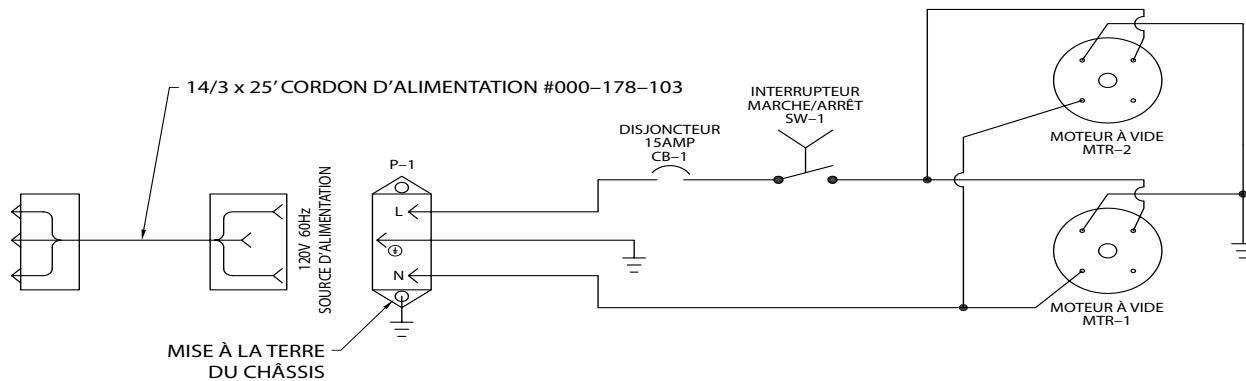 14/3 x 25' CORDON D'ALIMENTATION #000–178–103
INTERRUPTEUR
MARCHE/ARRÊT
SW–1
DISJONCTEUR
15AMP
CB–1
MOTEUR À VIDE
MTR–2
P–1
L
N
120V 60Hz
SOURCE D'ALIMENTATION
MOTEUR À VIDE
MTR–1
MISE À LA TERRE
DU CHÂSSIS